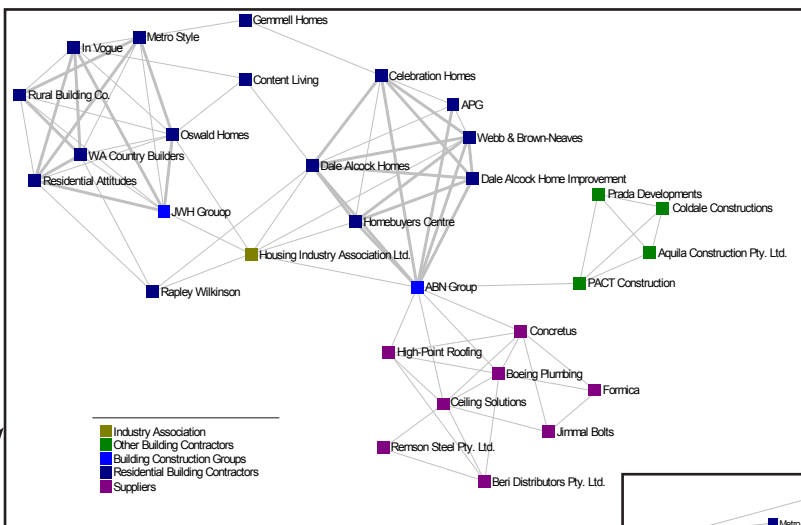 Gemmell Homes
Metro Style
In Vogue
Celebration Homes
Content Living
Rural Building Co.
APG
Oswald Homes
Webb & Brown-Neaves
WA Country Builders
Dale Alcock Homes
Residential Attitudes
Dale Alcock Home Improvement
Prada Developments
Coldale Constructions
JWH Grouop
Homebuyers Centre
Housing Industry Association Ltd.
Aquila Construction Pty. Ltd.
Rapley Wilkinson
ABN Group
PACT Construction
Concretus
High-Point Roofing
Boeing Plumbing
Formica
Ceiling Solutions
Jimmal Bolts
Remson Steel Pty. Ltd.
Beri Distributors Pty. Ltd.
Industry Association
Other Building Contractors
Building Construction Groups
Residential Building Contractors
Suppliers
Metro